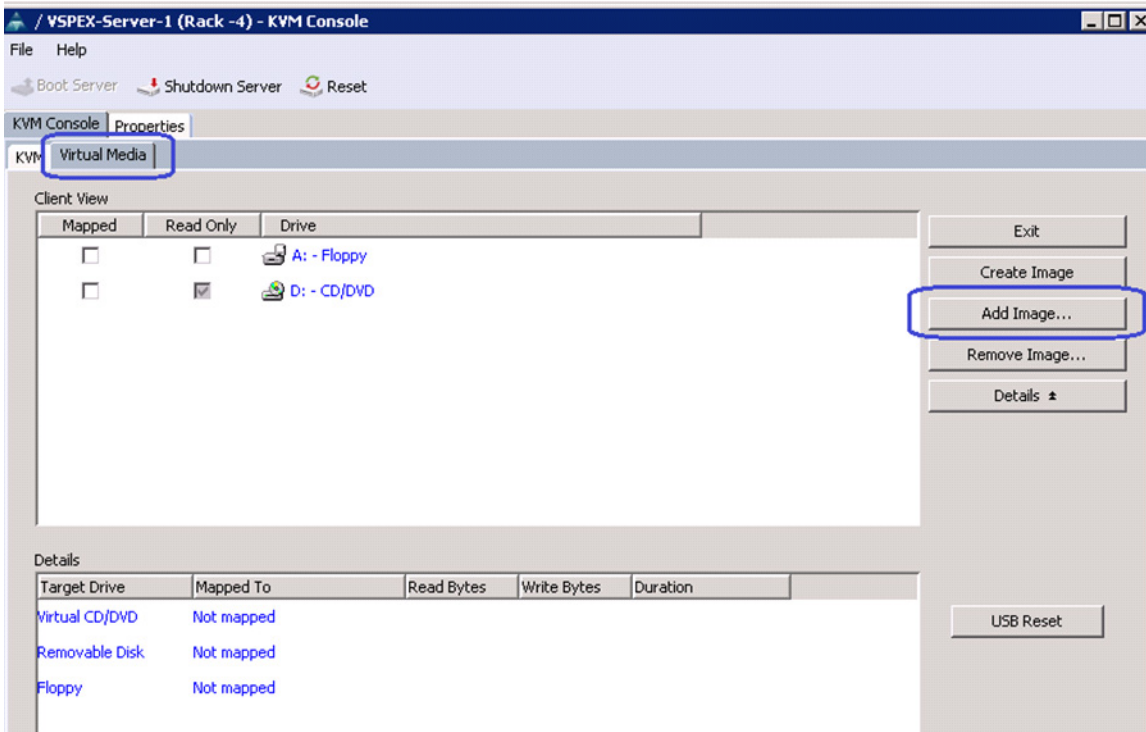 / VSPEX-Server-1 (Rack -4) - KVM Console
File Help
Boot Server Shutdown Server Reset
KVM Console Properties
KVM Virtual Media
Client View
Mapped Read Only Drive
A: - Floppy
D: - CD/DVD
Exit
Create Image
Add Image...
Remove Image...
Details
Details
Target Drive Mapped To Read Bytes Write Bytes Duration
Virtual CD/DVD Not mapped
Removable Disk Not mapped
Floppy Not mapped
USB Reset